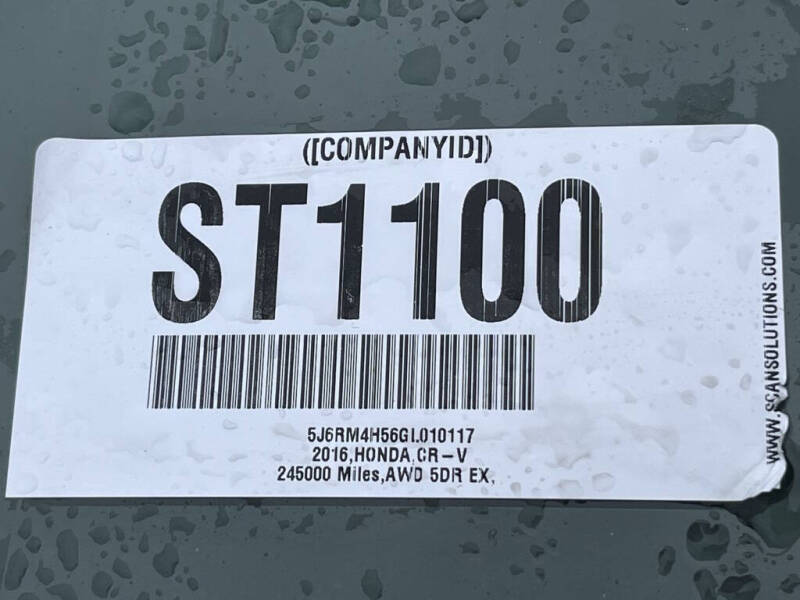 ([COMPANYID])
ST1100
5J6RM4H56GL010117
2016,HONDA,CR-V
245000 Miles,AWD 5DR EX,
WWW.SCANSOLUTIONS.COM